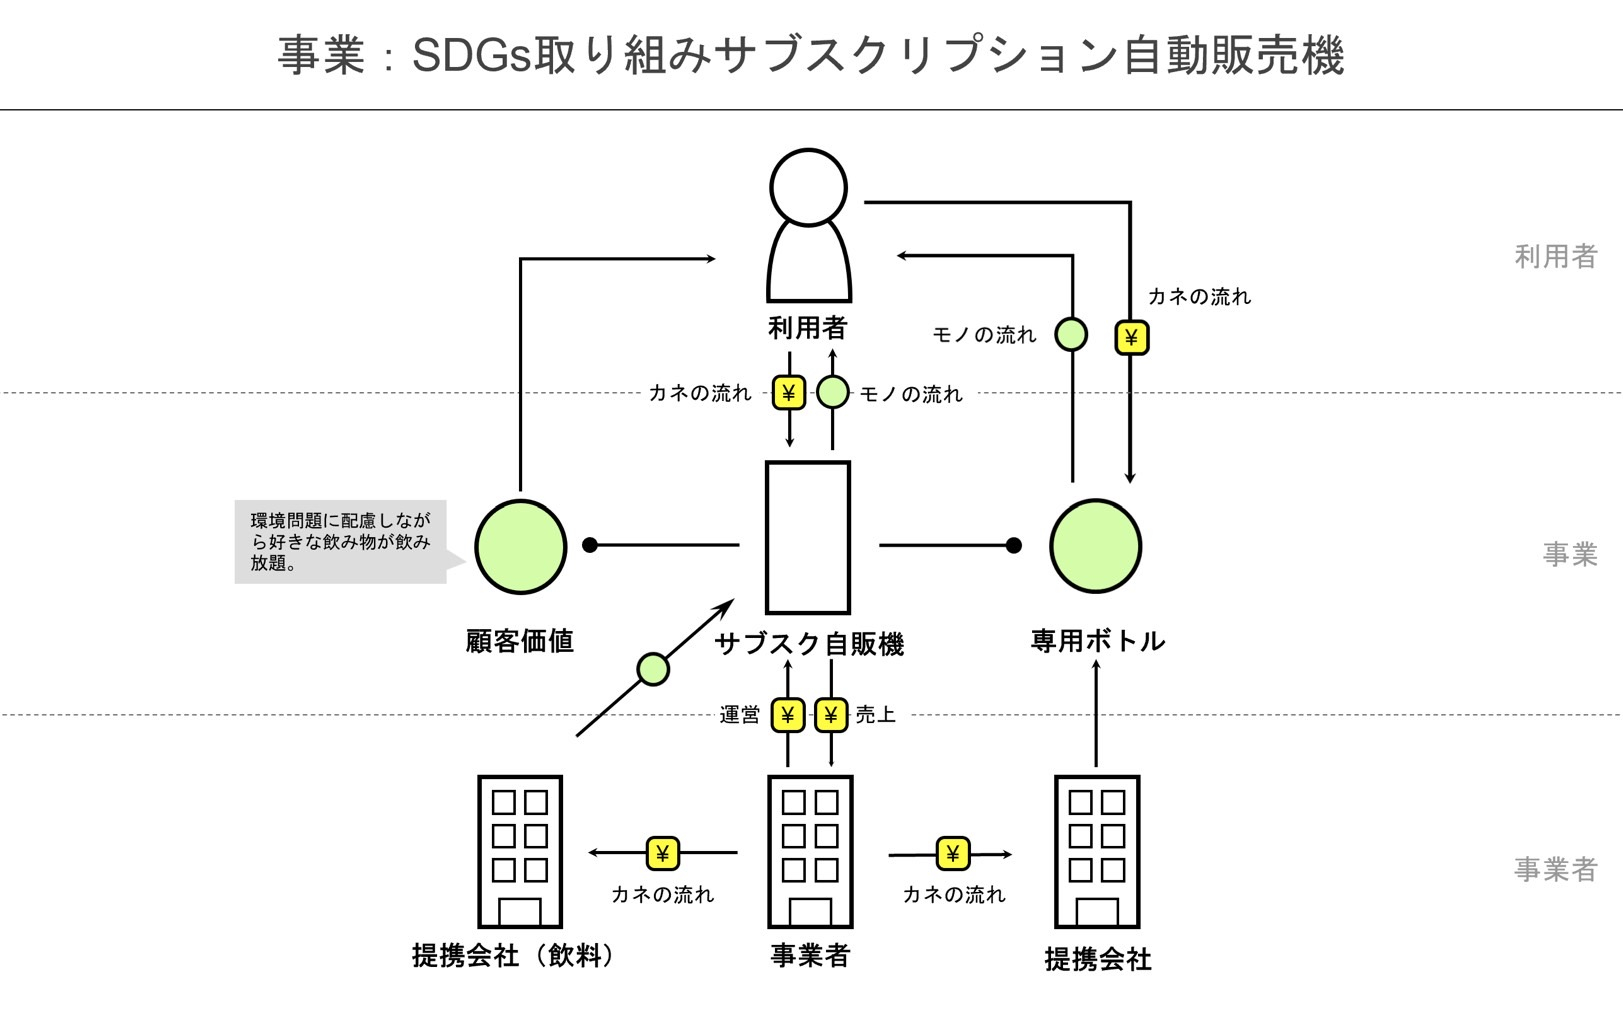 事業：SDGs取り組みサブスクリプション自動販売機
利用者
カネの流れ
モノの流れ
¥
利用者
カネの流れ
¥
モノの流れ
環境問題に配慮しなが
ら好きな飲み物が飲み
放題。
事業
顧客価値
サブスク自販機
専用ボトル
運営
¥
¥
売上
¥
¥
事業者
カネの流れ
カネの流れ
提携会社（飲料）
事業者
提携会社